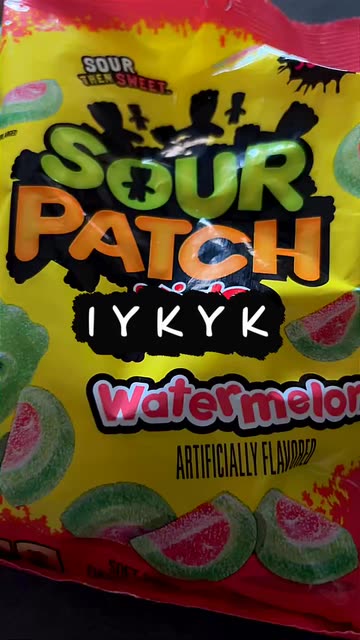 SOUR
THEN SWEET.
SOUR
PATCH
IYKYK
Watermelon
ARTIFICIALLY FLAVORED